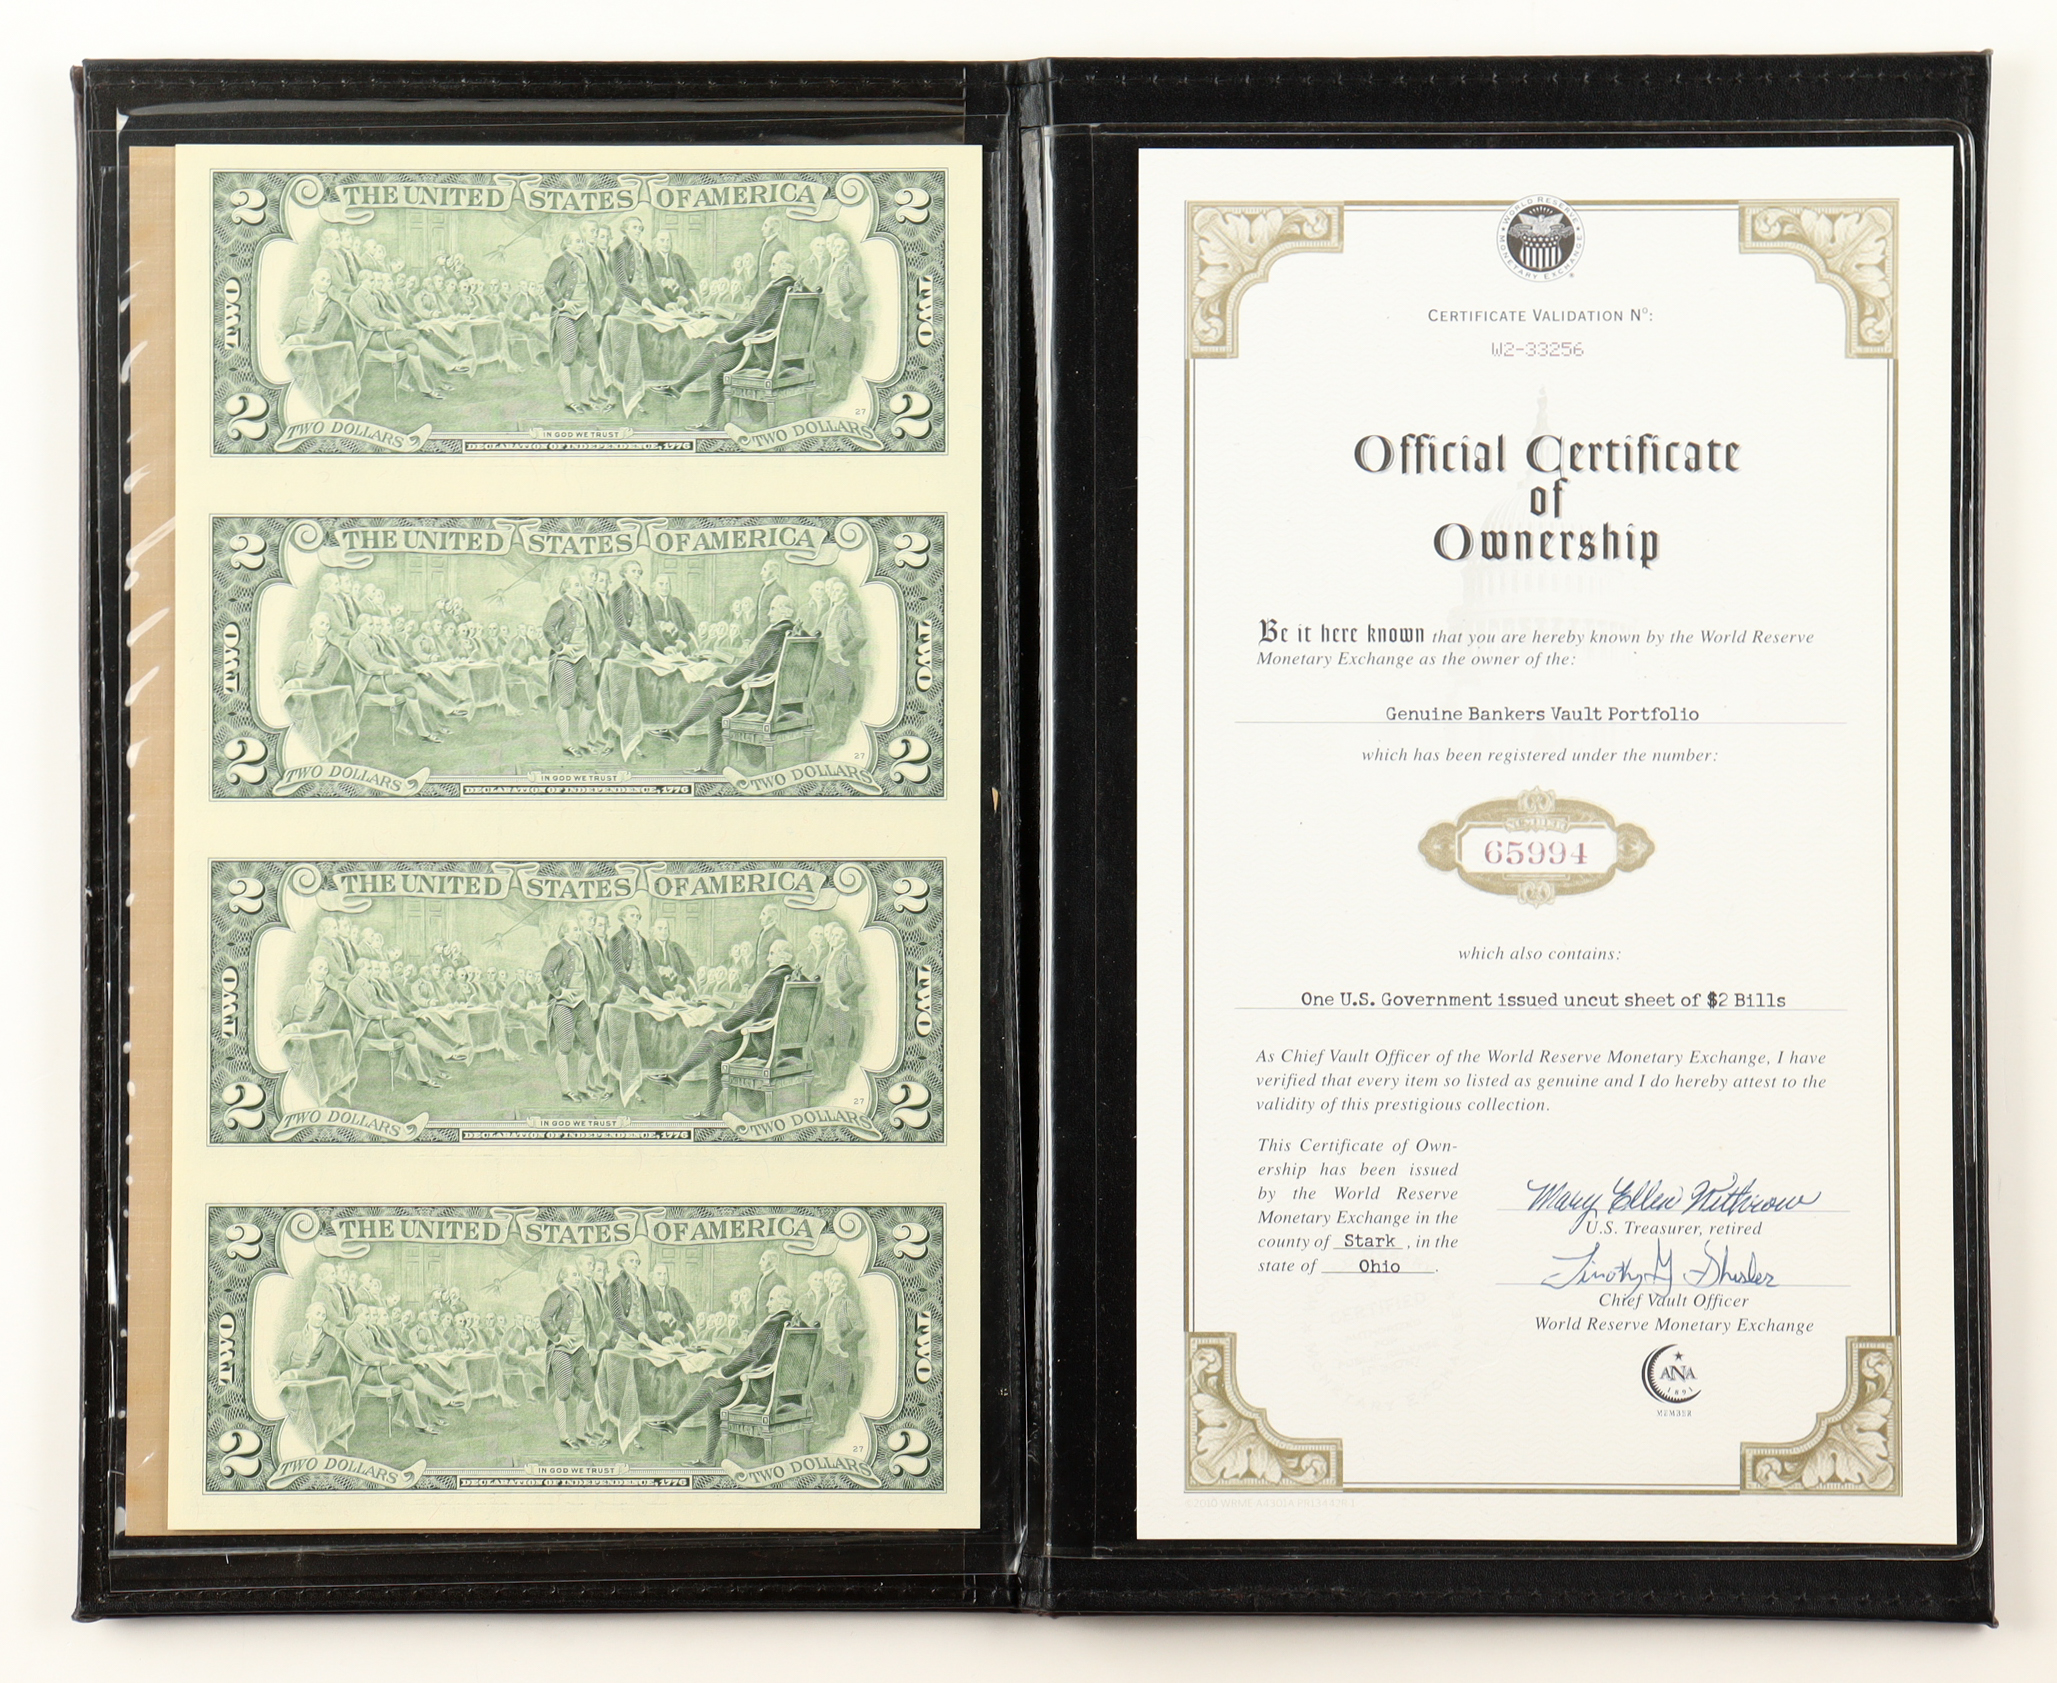 THE UNITED STATES OF AMERICA
2 2
TWO TWO
27
2 2
TWO DOLLARS IN GOD WE TRUST TWO DOLLARS
DECLARATION OF INDEPENDENCE, 1776
THE UNITED STATES OF AMERICA
2 2
TWO TWO
27
2 2
TWO DOLLARS IN GOD WE TRUST TWO DOLLARS
DECLARATION OF INDEPENDENCE, 1776
THE UNITED STATES OF AMERICA
2 2
TWO TWO
27
2 2
TWO DOLLARS IN GOD WE TRUST TWO DOLLARS
DECLARATION OF INDEPENDENCE, 1776
THE UNITED STATES OF AMERICA
2 2
TWO TWO
27
2 2
TWO DOLLARS IN GOD WE TRUST TWO DOLLARS
DECLARATION OF INDEPENDENCE, 1776
WORLD RESERVE MONETARY EXCHANGE ®
CERTIFICATE VALIDATION Nº:
W2-33256
Official Certificate
of
Ownership
Be it here known that you are hereby known by the World Reserve
Monetary Exchange as the owner of the:
Genuine Bankers Vault Portfolio
which has been registered under the number:
NUMBER
65994
which also contains:
One U.S. Government issued uncut sheet of $2 Bills
As Chief Vault Officer of the World Reserve Monetary Exchange, I have
verified that every item so listed as genuine and I do hereby attest to the
validity of this prestigious collection.
This Certificate of Own-
ership has been issued
by the World Reserve
Monetary Exchange in the
county of Stark, in the
state of Ohio.
Mary Ellen Withrow
U.S. Treasurer, retired
Timothy J Shisler
Chief Vault Officer
World Reserve Monetary Exchange
ANA
1891
MEMBER